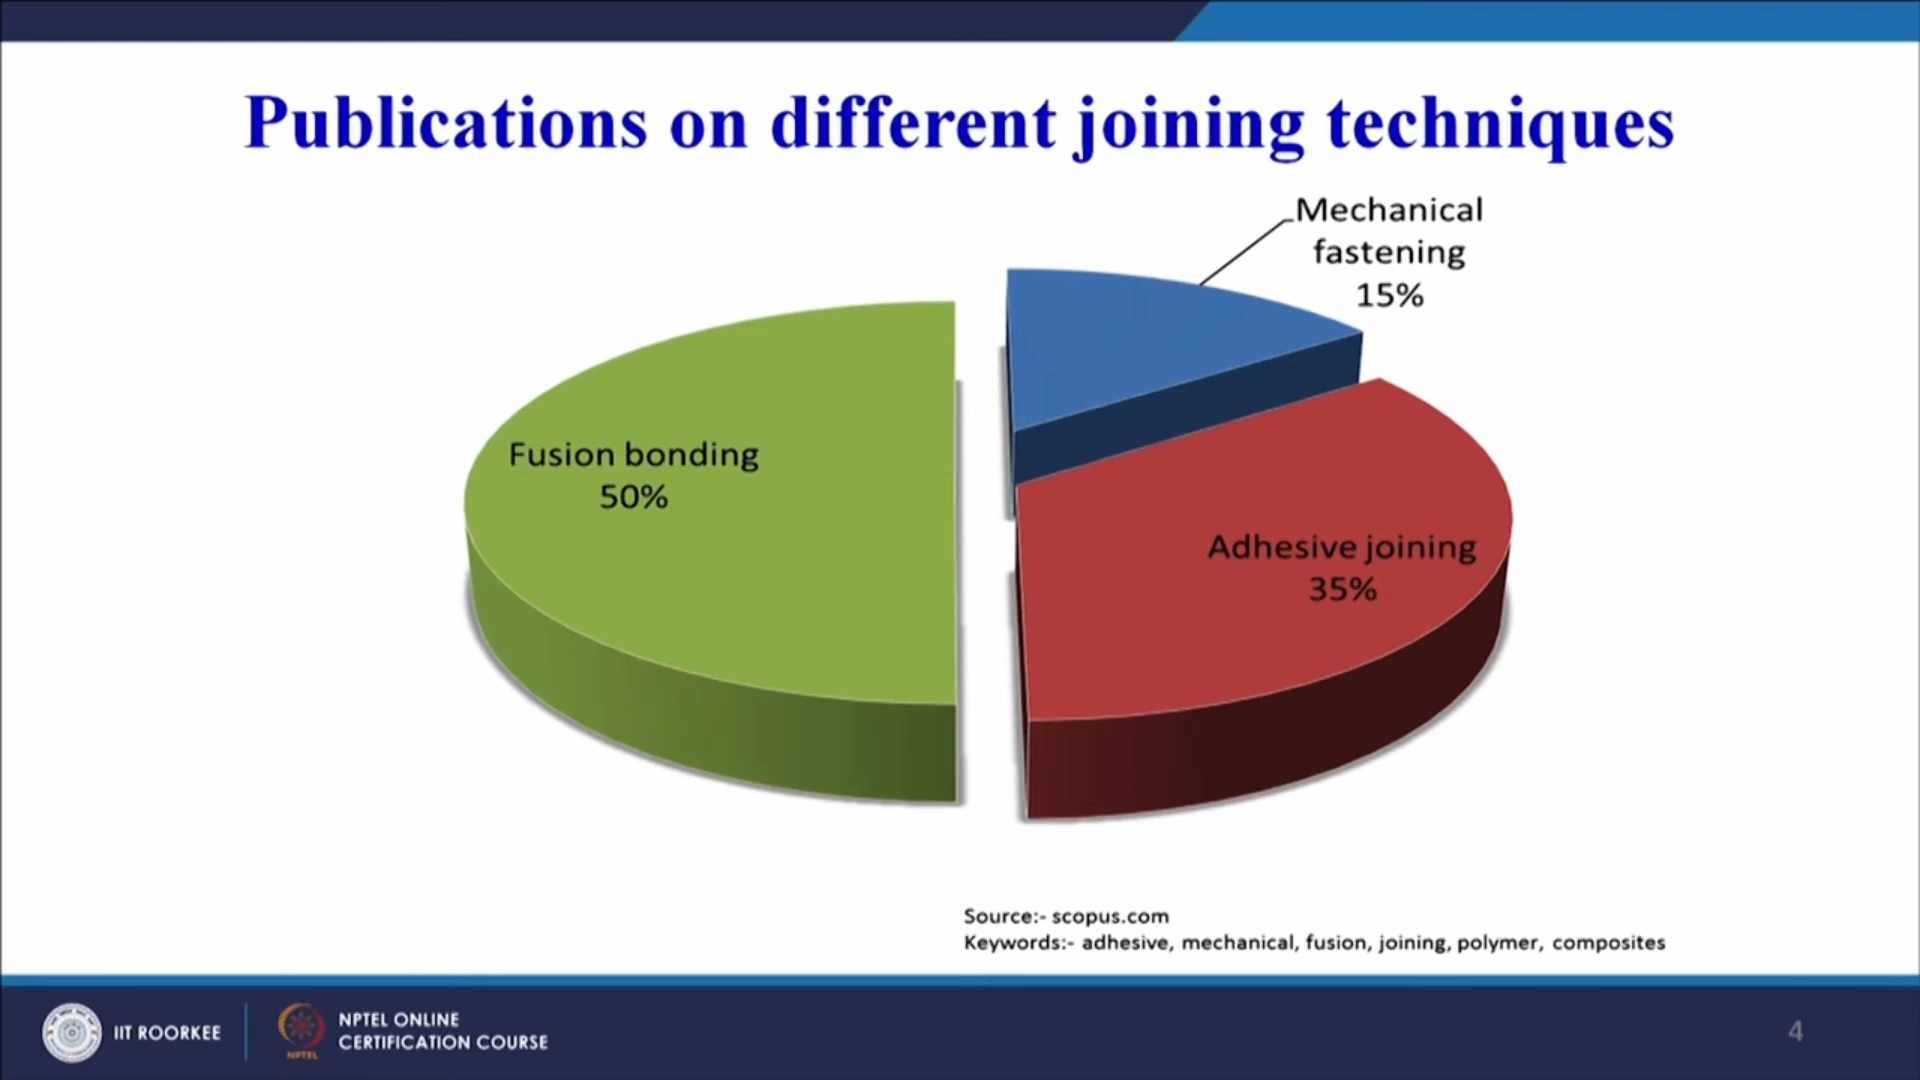 Publications on different joining techniques
Mechanical
fastening
15%
Fusion bonding
50%
Adhesive joining
35%
Source:- scopus.com
Keywords:- adhesive, mechanical, fusion, joining, polymer, composites
IIT ROORKEE
NPTEL
NPTEL ONLINE
CERTIFICATION COURSE
4